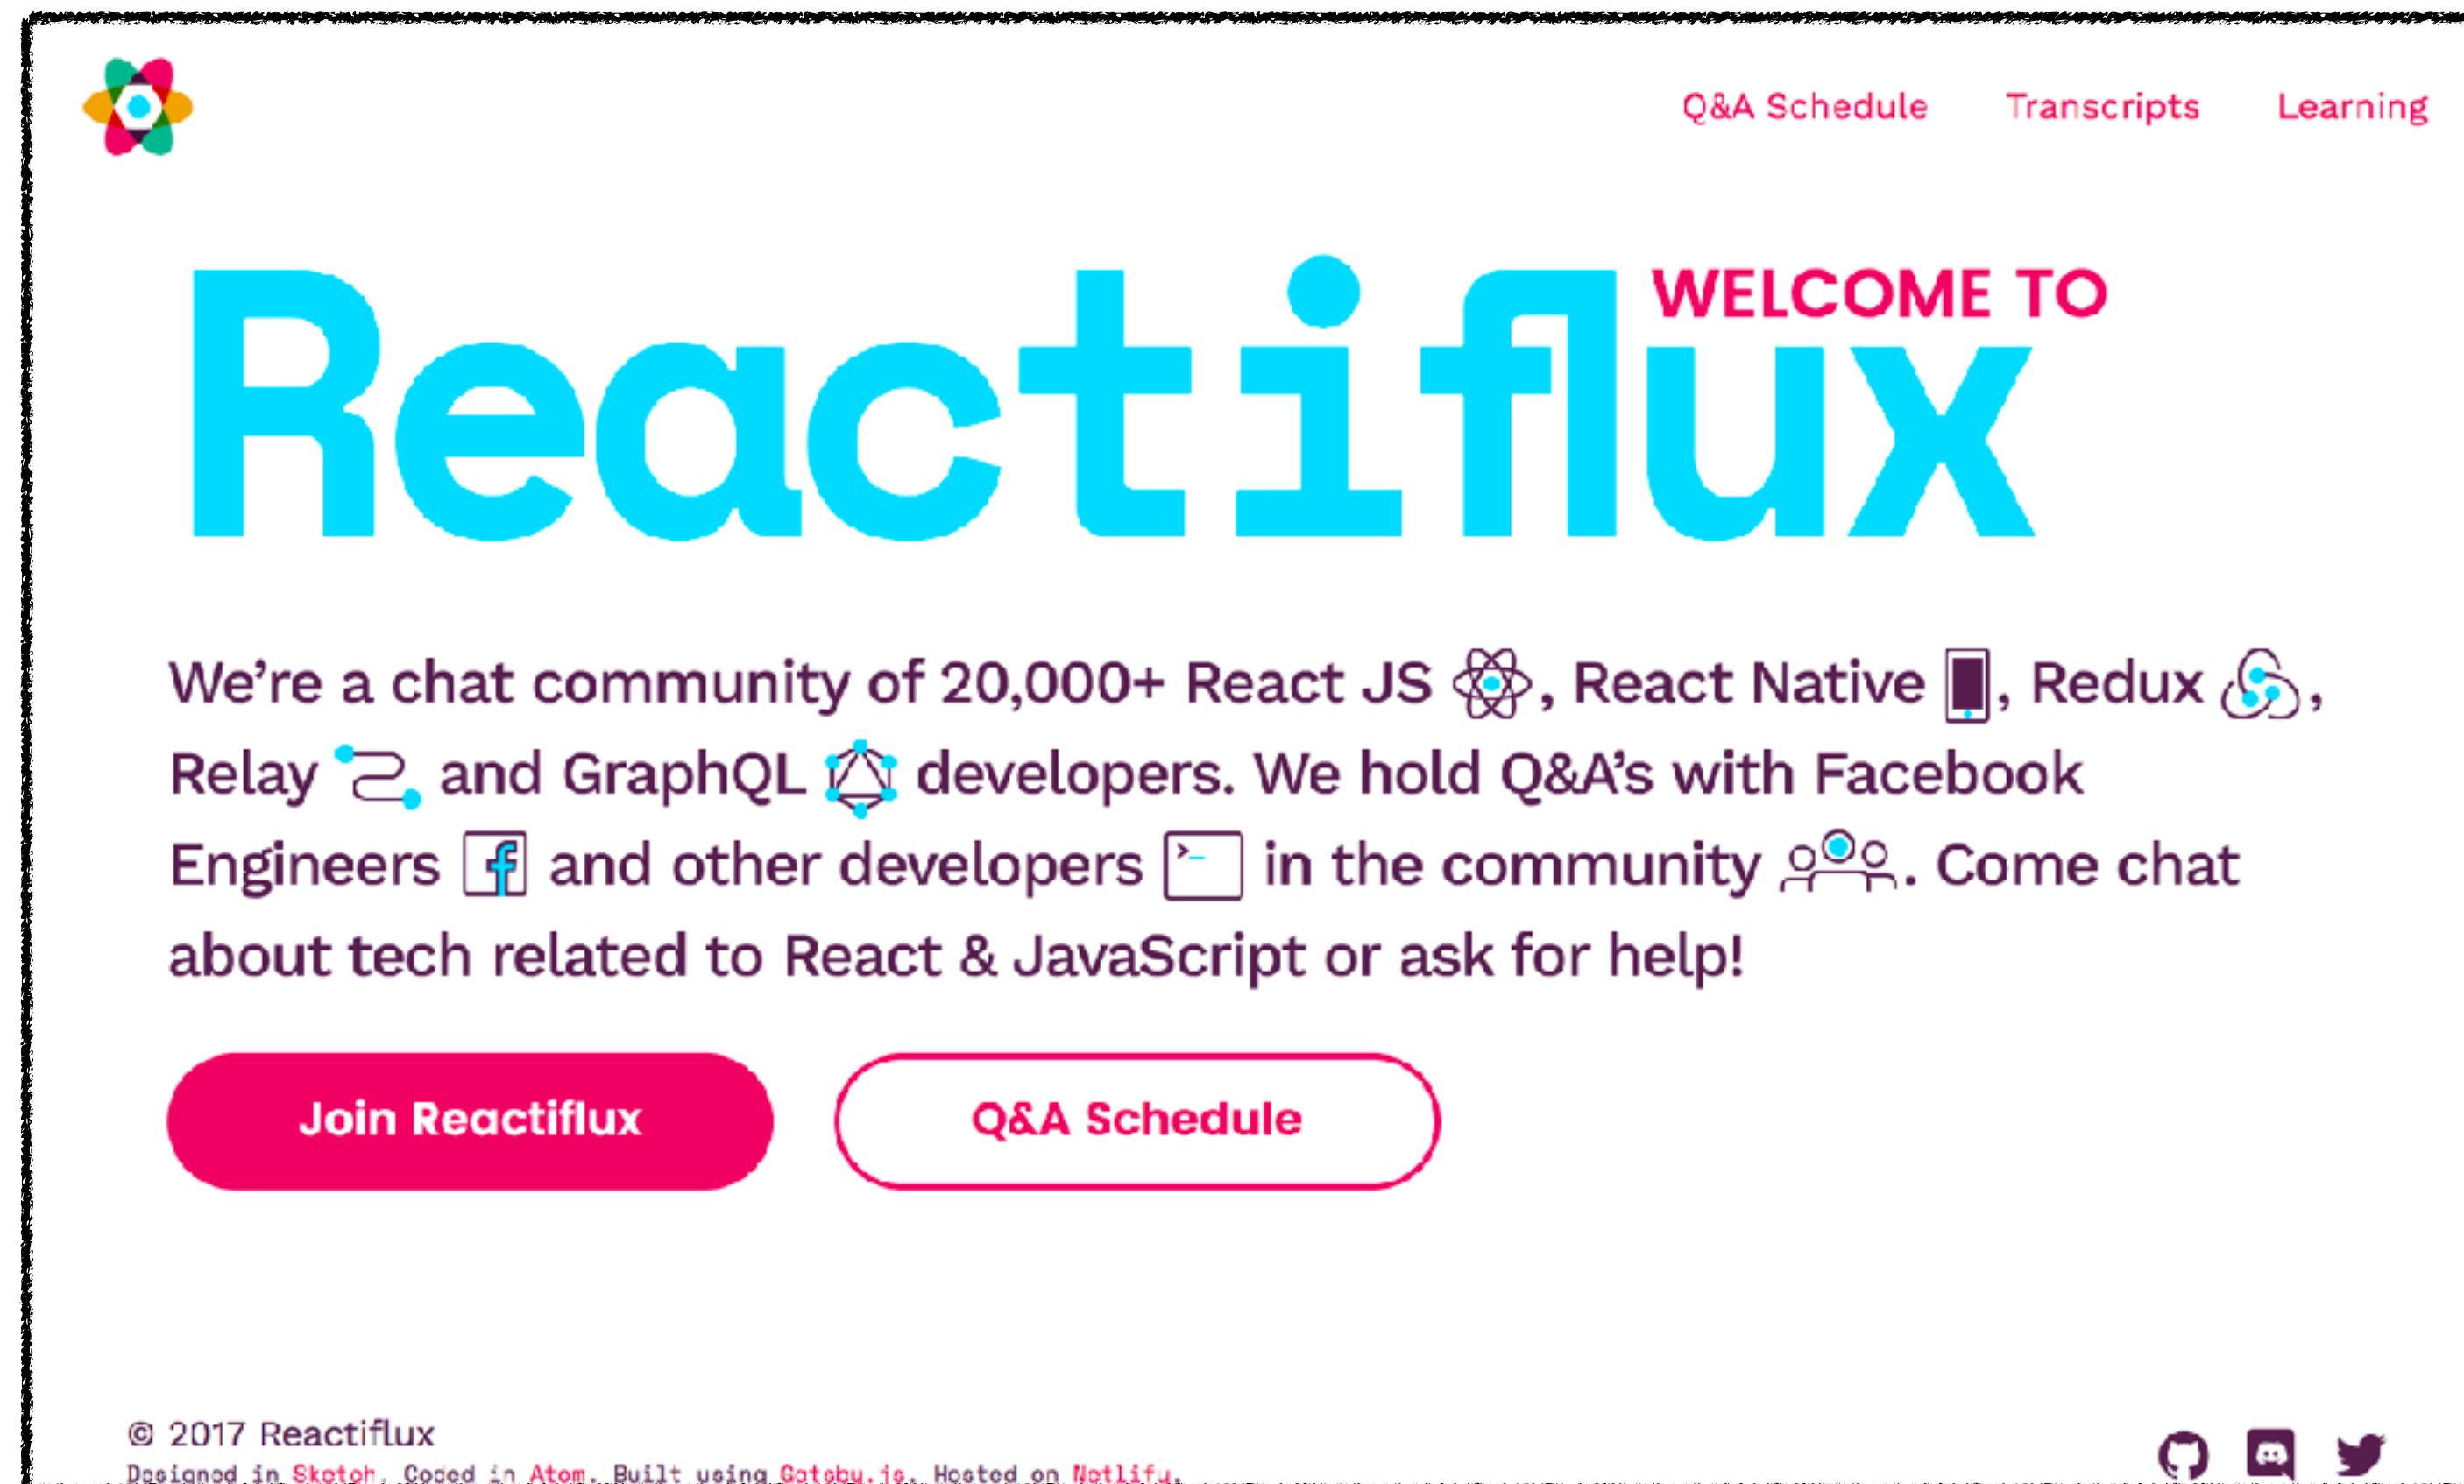 Q&A Schedule Transcripts Learning
WELCOME TO
Reactiflux
We’re a chat community of 20,000+ React JS , React Native , Redux ,
Relay and GraphQL developers. We hold Q&A’s with Facebook
Engineers and other developers >_ in the community . Come chat
about tech related to React & JavaScript or ask for help!
Join Reactiflux Q&A Schedule
© 2017 Reactiflux
Designed in Sketch. Coded in Atom. Built using Gatsby.js. Hosted on Netlify.